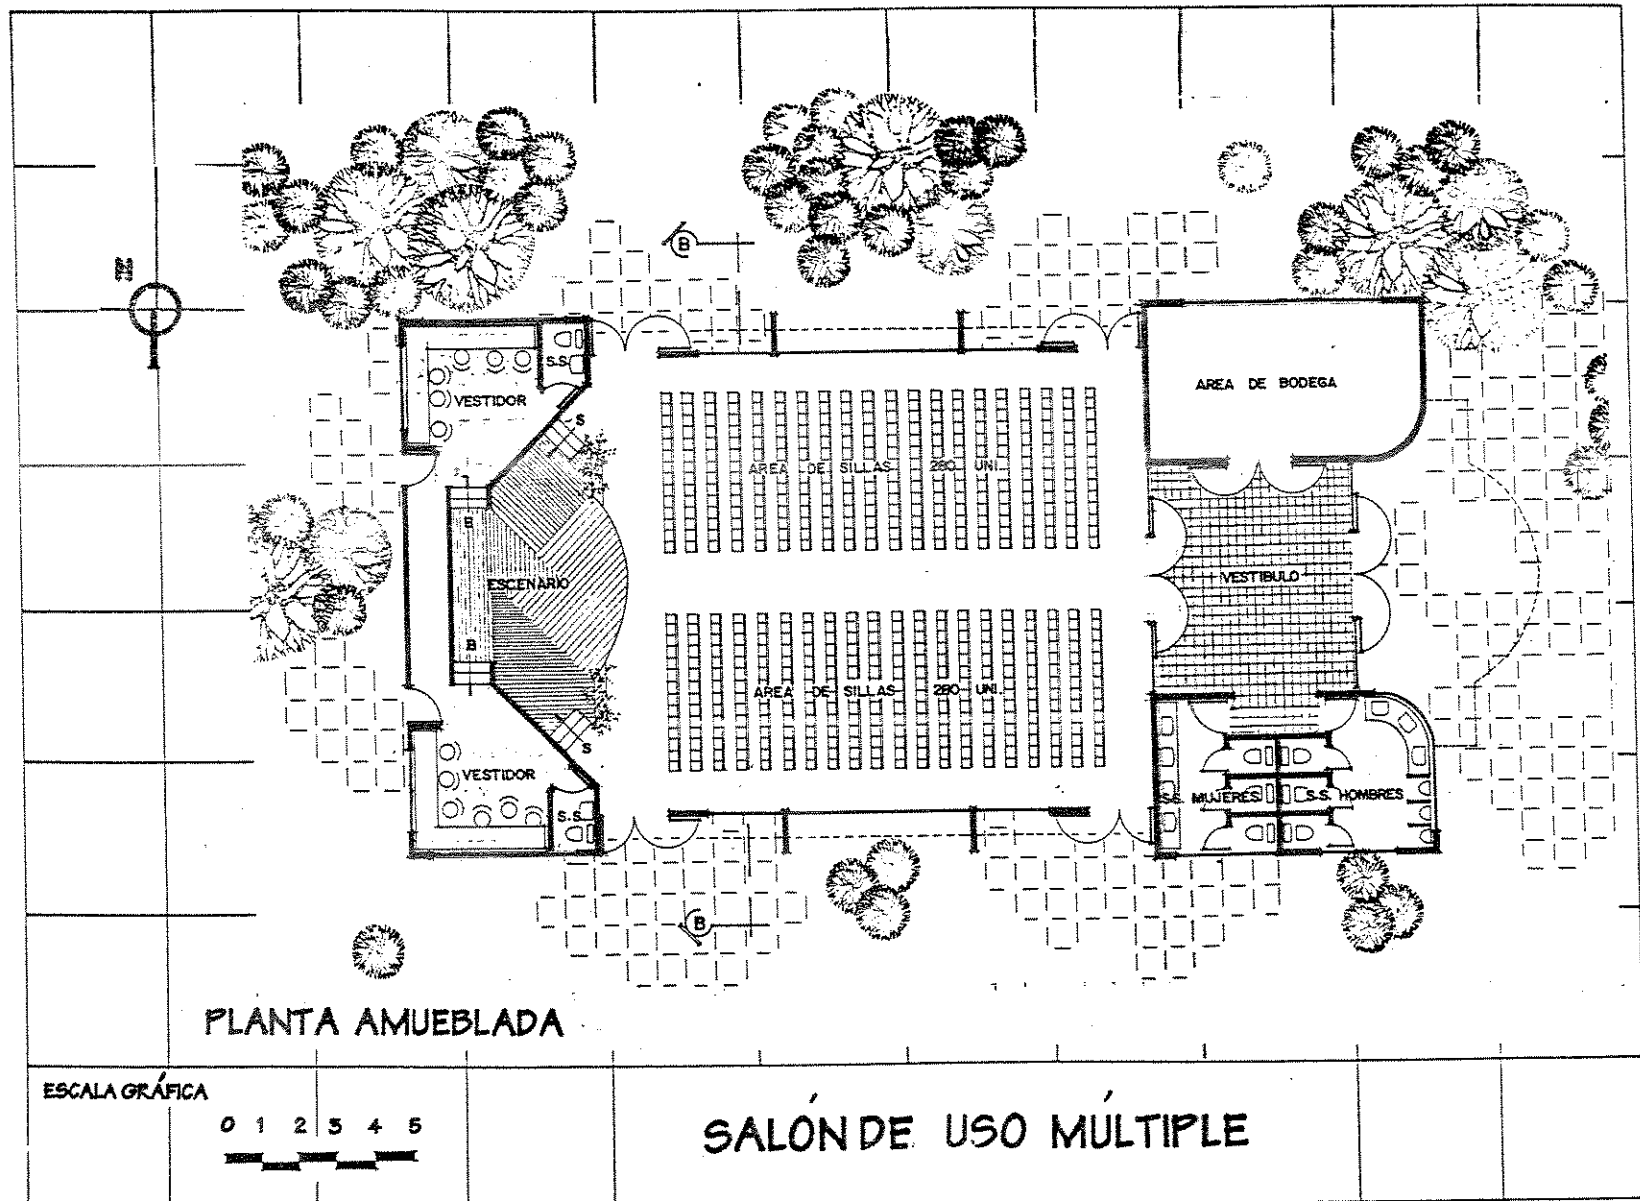 B
S.S.
VESTIDOR
AREA DE BODEGA
S
AREA DE SILLAS 280 UNI.
B
ESCENARIO
VESTIBULO
B
AREA DE SILLAS 280 UNI.
S
VESTIDOR
S.S.
S.S. MUJERES
S.S. HOMBRES
B
PLANTA AMUEBLADA
ESCALA GRÁFICA
0 1 2 3 4 5
SALÓN DE USO MÚLTIPLE